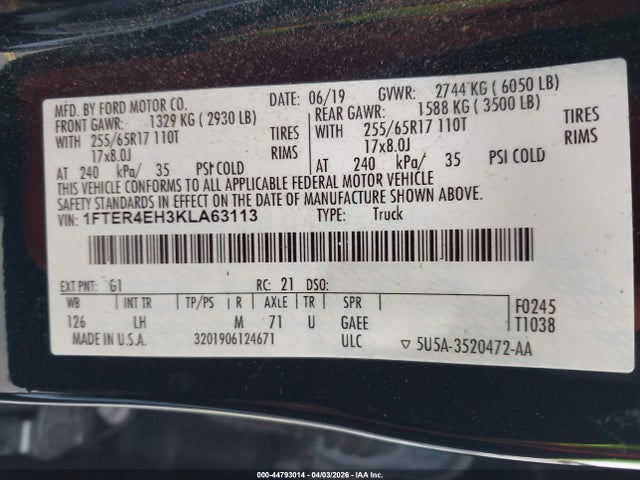 MFD. BY FORD MOTOR CO. DATE: 06/19 GVWR: 2744 KG ( 6050 LB)
FRONT GAWR: 1329 KG ( 2930 LB) REAR GAWR: 1588 KG ( 3500 LB)
WITH 255/65R17 110T TIRES WITH 255/65R17 110T TIRES
17x8.0J RIMS 17x8.0J RIMS
AT 240 kPa/ 35 PSI COLD AT 240 kPa/ 35 PSI COLD
THIS VEHICLE CONFORMS TO ALL APPLICABLE FEDERAL MOTOR VEHICLE
SAFETY STANDARDS IN EFFECT ON THE DATE OF MANUFACTURE SHOWN ABOVE.
VIN: 1FTER4EH3KLA63113 TYPE: Truck
EXT PNT: G1 RC: 21 DSO:
WB INT TR TP/PS R AXLE TR SPR F0245
126 LH M 71 U GAEE T1038
MADE IN U.S.A. 3201906124671 ULC ▽ 5U5A-3520472-AA
000-44793014 - 04/03/2026 - IAA Inc.